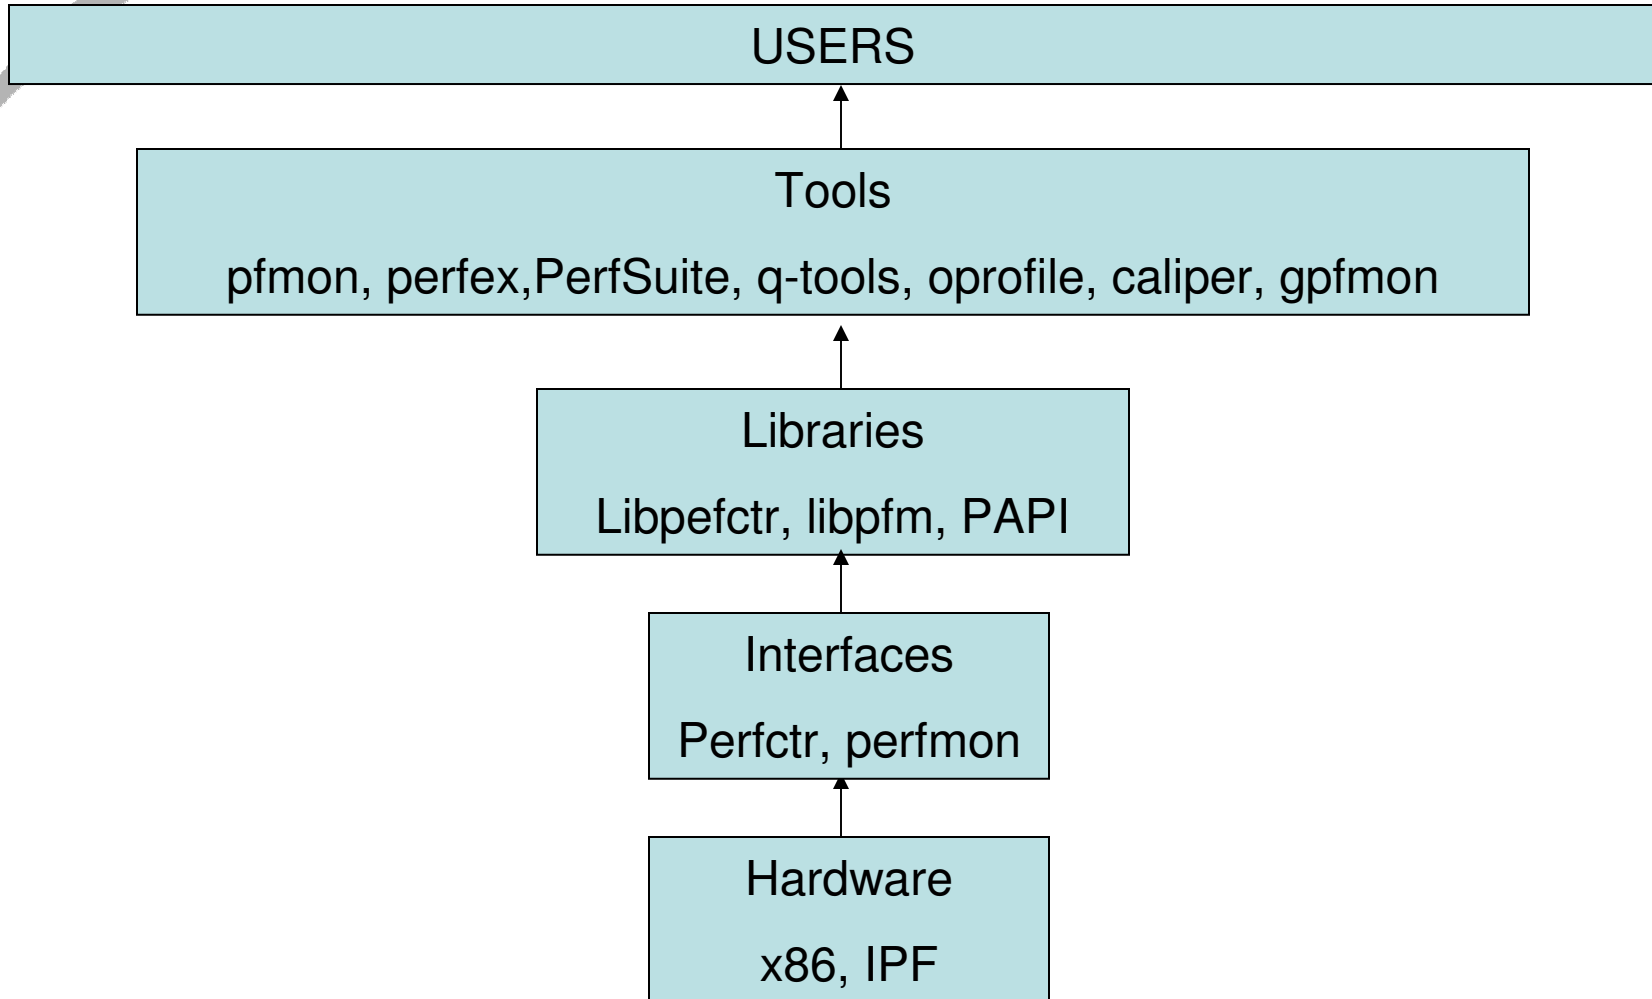 USERS
Tools
pfmon, perfex,PerfSuite, q-tools, oprofile, caliper, gpfmon
Libraries
Libpefctr, libpfm, PAPI
Interfaces
Perfctr, perfmon
Hardware
x86, IPF